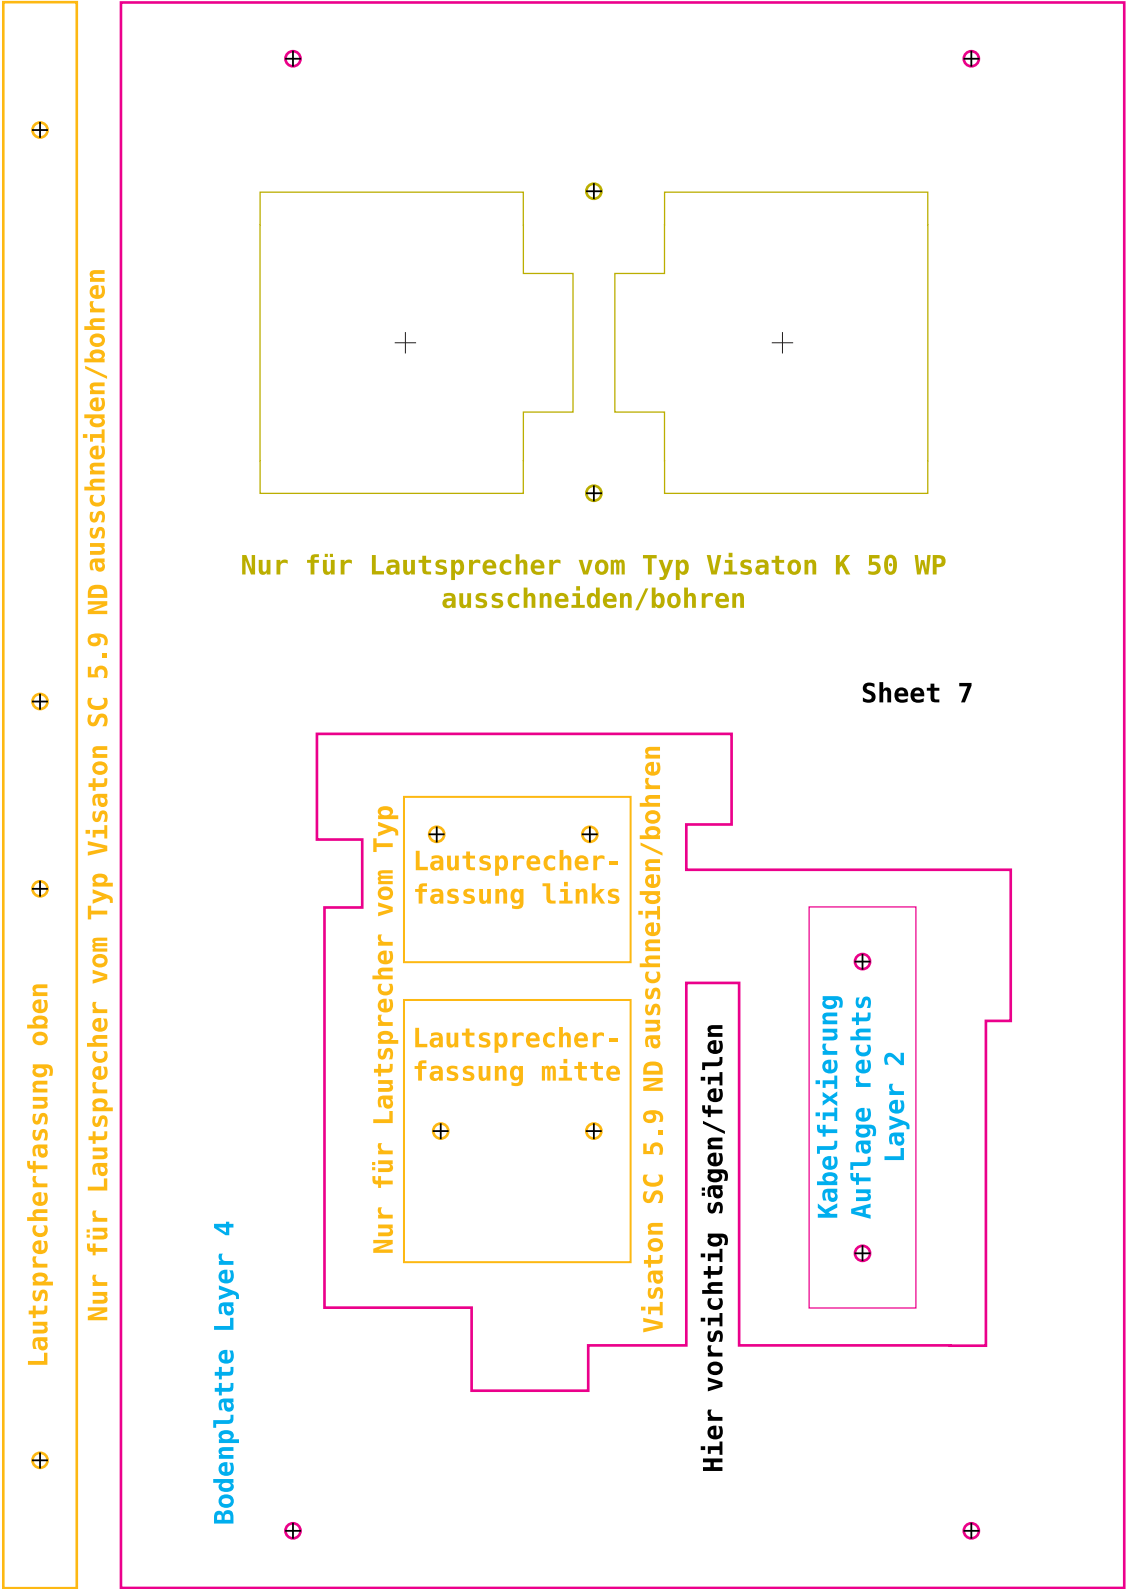 Lautsprecherfassung oben
Nur für Lautsprecher vom Typ Visaton SC 5.9 ND ausschneiden/bohren
Nur für Lautsprecher vom Typ Visaton K 50 WP
ausschneiden/bohren
Sheet 7
Nur für Lautsprecher vom Typ
Lautsprecher-
fassung links
Lautsprecher-
fassung mitte
Visaton SC 5.9 ND ausschneiden/bohren
Hier vorsichtig sägen/feilen
Kabelfixierung
Auflage rechts
Layer 2
Bodenplatte Layer 4